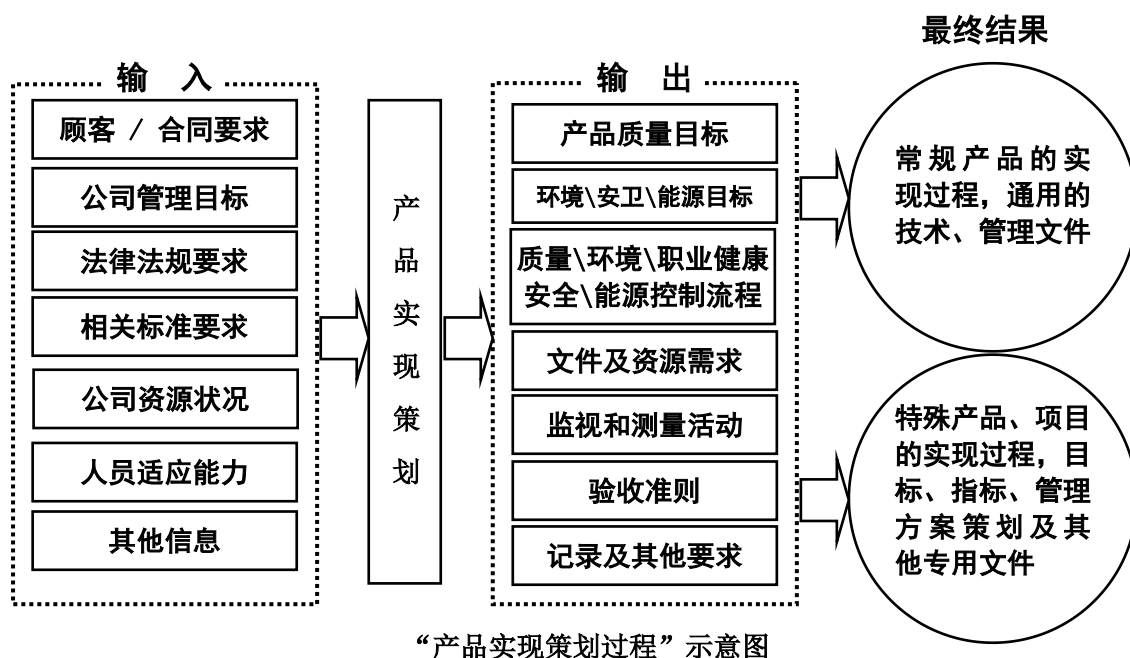 最终结果
输 入
顾客 / 合同要求
公司管理目标
法律法规要求
相关标准要求
公司资源状况
人员适应能力
其他信息
产
品
实
现
策
划
输 出
产品质量目标
环境\安卫\能源目标
质量\环境\职业健康
安全\能源控制流程
文件及资源需求
监视和测量活动
验收准则
记录及其他要求
常规产品的实
现过程，通用的
技术、管理文件
特殊产品、项目
的实现过程，目
标、指标、管理
方案策划及其
他专用文件
“产品实现策划过程”示意图